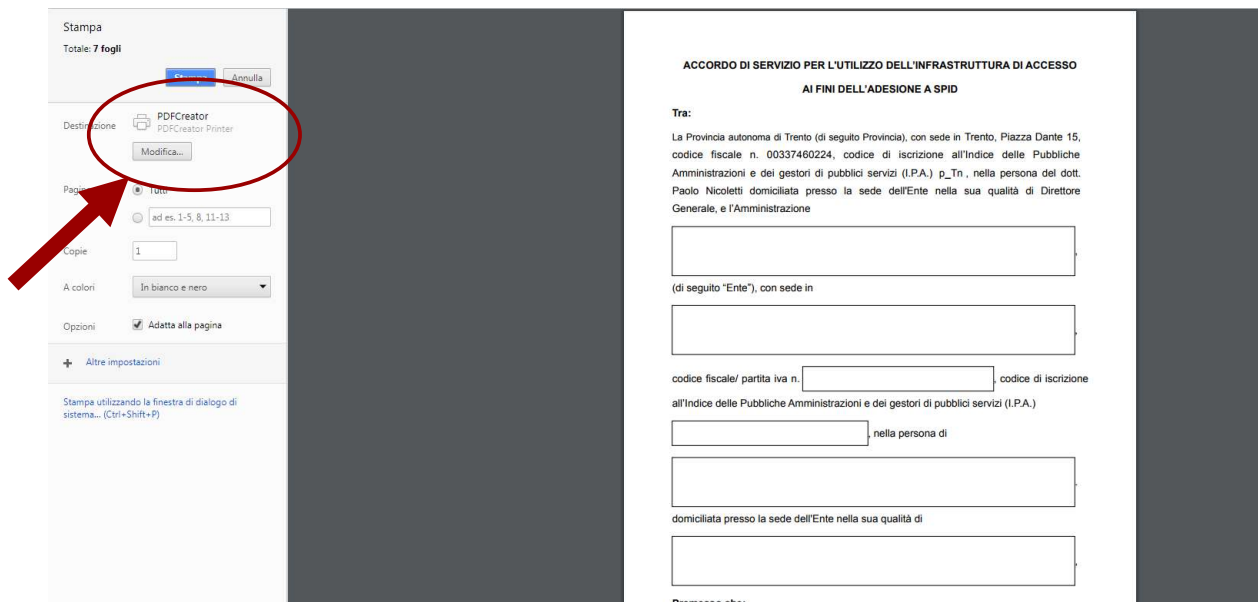 Stampa
Totale: 7 fogli
Stampa Annulla
Destinazione PDFCreator
PDFCreator Printer
Modifica...
Pagine Tutti
ad es. 1-5, 8, 11-13
Copie 1
A colori In bianco e nero
Opzioni Adatta alla pagina
Altre impostazioni
Stampa utilizzando la finestra di dialogo di
sistema... (Ctrl+Shift+P)
ACCORDO DI SERVIZIO PER L'UTILIZZO DELL'INFRASTRUTTURA DI ACCESSO
AI FINI DELL'ADESIONE A SPID
Tra:
La Provincia autonoma di Trento (di seguito Provincia), con sede in Trento, Piazza Dante 15,
codice fiscale n. 00337460224, codice di iscrizione all'Indice delle Pubbliche
Amministrazioni e dei gestori di pubblici servizi (I.P.A.) p_Tn , nella persona del dott.
Paolo Nicoletti domiciliata presso la sede dell'Ente nella sua qualità di Direttore
Generale, e l'Amministrazione
,
(di seguito “Ente”), con sede in
,
codice fiscale/ partita iva n. , codice di iscrizione
all'Indice delle Pubbliche Amministrazioni e dei gestori di pubblici servizi (I.P.A.)
, nella persona di
,
domiciliata presso la sede dell'Ente nella sua qualità di
,
Premesso che: